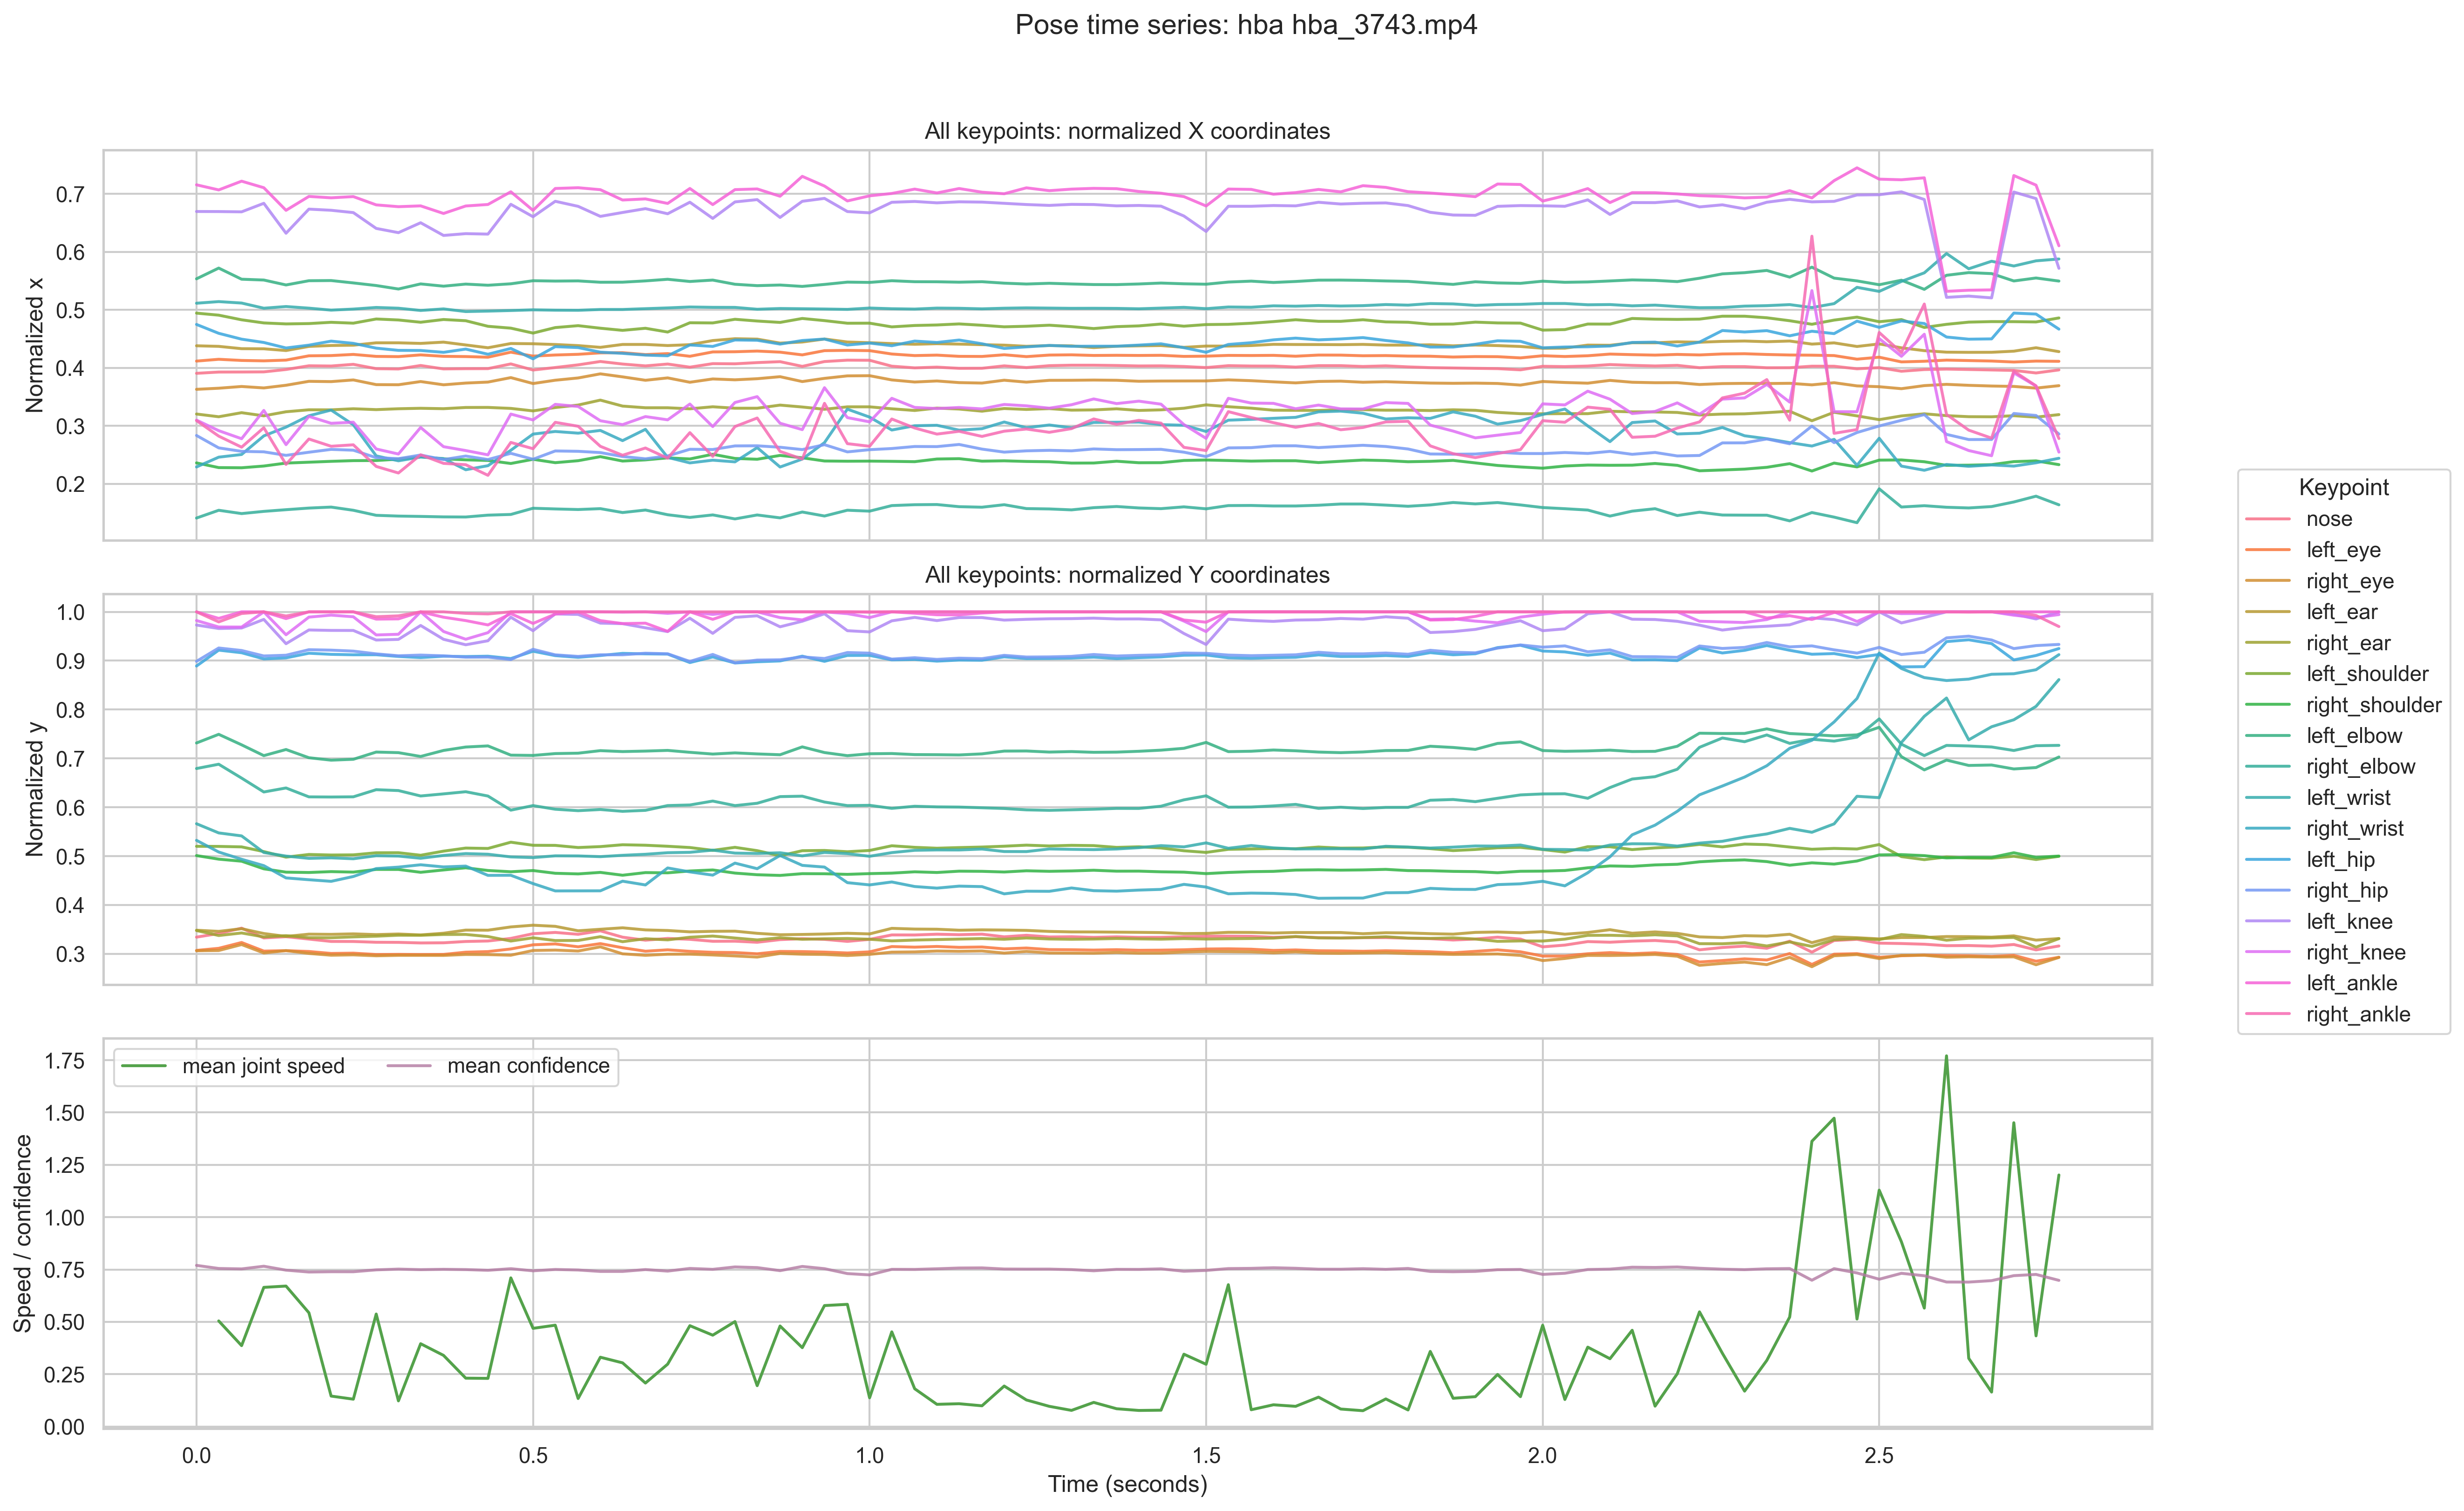 Pose time series: hba hba_3743.mp4
All keypoints: normalized X coordinates
Normalized x
0.7
0.6
0.5
0.4
0.3
0.2
All keypoints: normalized Y coordinates
Normalized y
1.0
0.9
0.8
0.7
0.6
0.5
0.4
0.3
Keypoint
nose
left_eye
right_eye
left_ear
right_ear
left_shoulder
right_shoulder
left_elbow
right_elbow
left_wrist
right_wrist
left_hip
right_hip
left_knee
right_knee
left_ankle
right_ankle
mean joint speed mean confidence
Speed / confidence
1.75
1.50
1.25
1.00
0.75
0.50
0.25
0.00
0.0 0.5 1.0 1.5 2.0 2.5
Time (seconds)